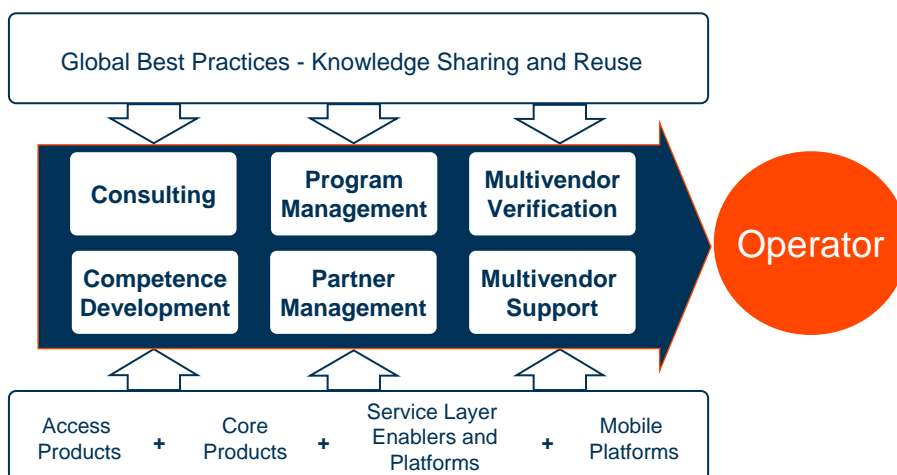 Global Best Practices - Knowledge Sharing and Reuse
Consulting
Program
Management
Multivendor
Verification
Competence
Development
Partner
Management
Multivendor
Support
Operator
Access
Products
+
Core
Products
+
Service Layer
Enablers and
Platforms
+
Mobile
Platforms